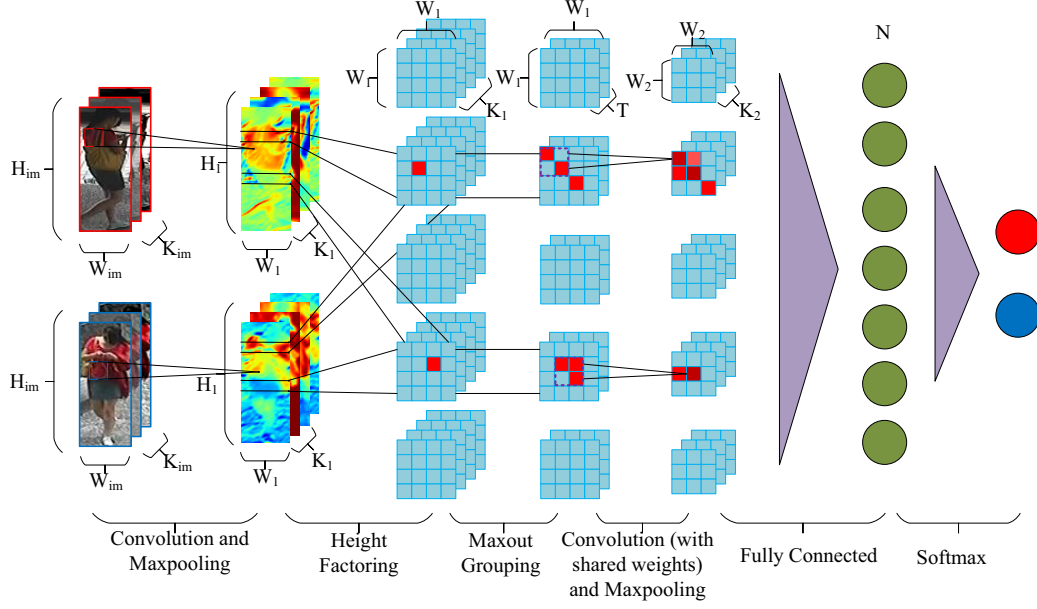 W1
W1
W1
K1
W1
W1
T
W2
W2
K2
N
Him
H1
Wim
Kim
W1
K1
Him
H1
Wim
Kim
W1
K1
Convolution and
Maxpooling
Height
Factoring
Maxout
Grouping
Convolution (with
shared weights)
and Maxpooling
Fully Connected
Softmax